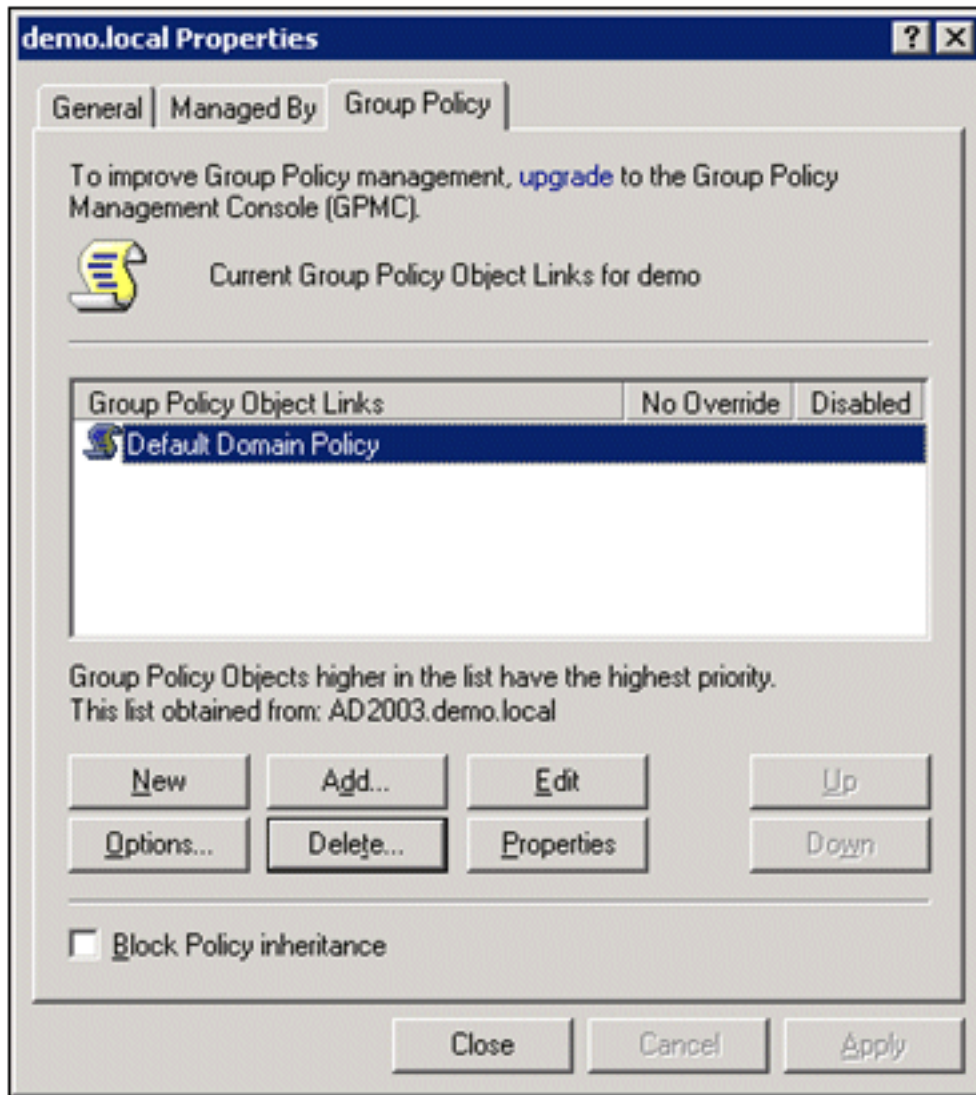 demo.local Properties
General
Managed By
Group Policy
To improve Group Policy management, upgrade to the Group Policy
Management Console (GPMC).
Current Group Policy Object Links for demo
Group Policy Object Links
No Override
Disabled
Default Domain Policy
Group Policy Objects higher in the list have the highest priority.
This list obtained from: AD2003.demo.local
New
Add...
Edit
Up
Options...
Delete...
Properties
Down
Block Policy inheritance
Close
Cancel
Apply